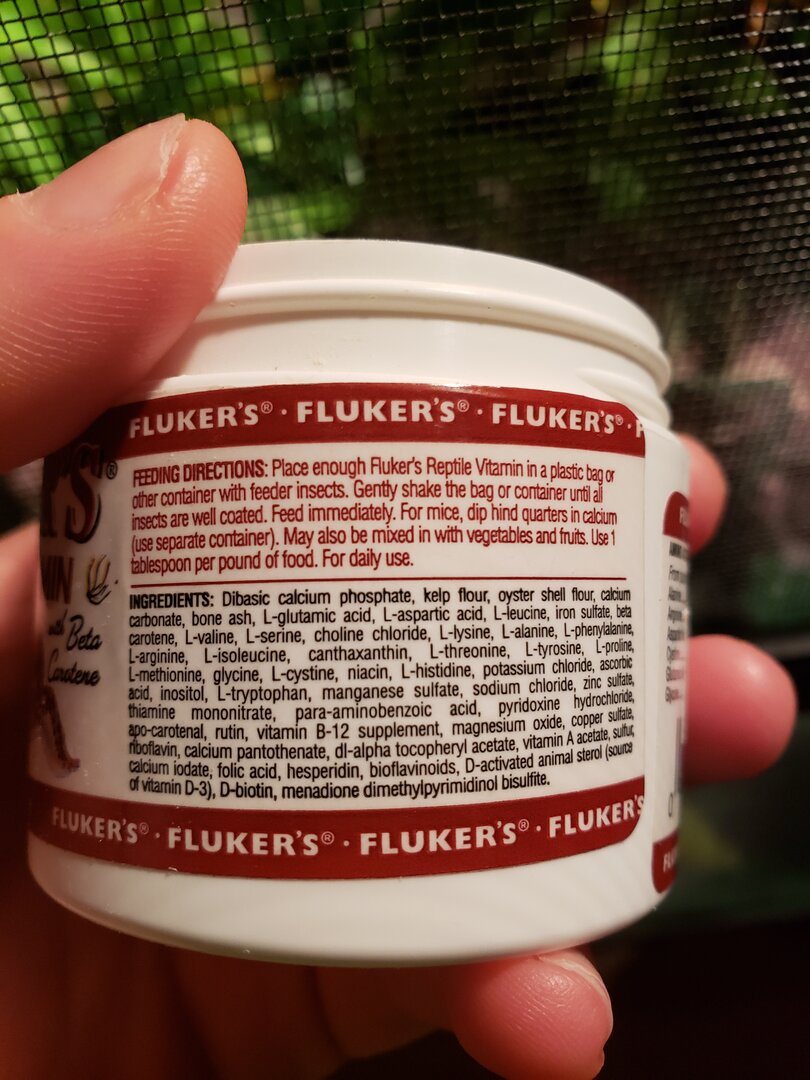 FLUKER'S® · FLUKER'S® · FLUKER'S® ·
'S®
FEEDING DIRECTIONS: Place enough Fluker's Reptile Vitamin in a plastic bag or
other container with feeder insects. Gently shake the bag or container until all
insects are well coated. Feed immediately. For mice, dip hind quarters in calcium
(use separate container). May also be mixed in with vegetables and fruits. Use 1
tablespoon per pound of food. For daily use.
MIN
Beta
Carotene
INGREDIENTS: Dibasic calcium phosphate, kelp flour, oyster shell flour, calcium
carbonate, bone ash, L-glutamic acid, L-aspartic acid, L-leucine, iron sulfate, beta
carotene, L-valine, L-serine, choline chloride, L-lysine, L-alanine, L-phenylalanine,
L-arginine, L-isoleucine, canthaxanthin, L-threonine, L-tyrosine, L-proline,
L-methionine, glycine, L-cystine, niacin, L-histidine, potassium chloride, ascorbic
acid, inositol, L-tryptophan, manganese sulfate, sodium chloride, zinc sulfate,
thiamine mononitrate, para-aminobenzoic acid, pyridoxine hydrochloride,
apo-carotenal, rutin, vitamin B-12 supplement, magnesium oxide, copper sulfate,
riboflavin, calcium pantothenate, dl-alpha tocopheryl acetate, vitamin A acetate, sulfur,
calcium iodate, folic acid, hesperidin, bioflavinoids, D-activated animal sterol (source
of vitamin D-3), D-biotin, menadione dimethylpyrimidinol bisulfite.
FLUKER'S® · FLUKER'S® · FLUKER'S® · FLUKER'S